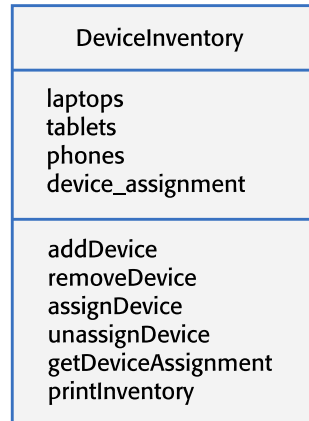 DeviceInventory
laptops
tablets
phones
device_assignment
addDevice
removeDevice
assignDevice
unassignDevice
getDeviceAssignment
printInventory